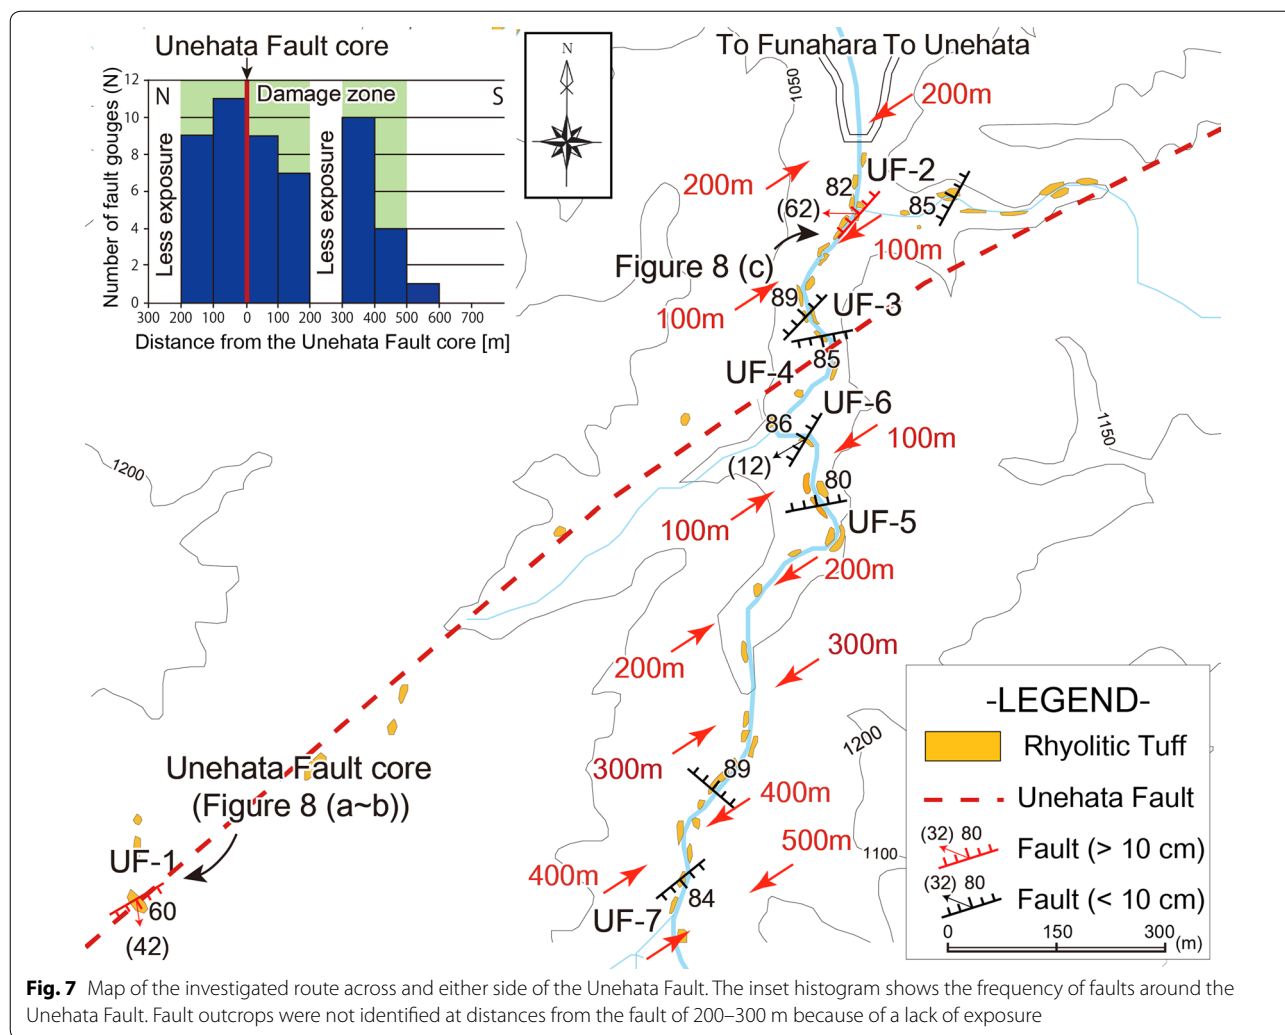 Unehata Fault core
Number of fault gouges (N)
12
10
8
6
4
2
0
N
Damage zone
S
Less exposure
Less exposure
300 200 100 0 100 200 300 400 500 600 700
Distance from the Unehata Fault core [m]
N
To Funahara To Unehata
1050
200m
200m
UF-2
82
(62)
85
100m
Figure 8 (c)
100m
89
UF-3
85
UF-4
UF-6
86
(12)
100m
1150
1200
80
UF-5
100m
200m
200m
300m
300m
89
400m
1200
500m
1100
400m
84
UF-7
Unehata Fault core
(Figure 8 (a~b))
UF-1
60
(42)
-LEGEND-
Rhyolitic Tuff
Unehata Fault
(32) 80
Fault (> 10 cm)
(32) 80
Fault (< 10 cm)
0 150 300 (m)
Fig. 7 Map of the investigated route across and either side of the Unehata Fault. The inset histogram shows the frequency of faults around the
Unehata Fault. Fault outcrops were not identified at distances from the fault of 200–300 m because of a lack of exposure